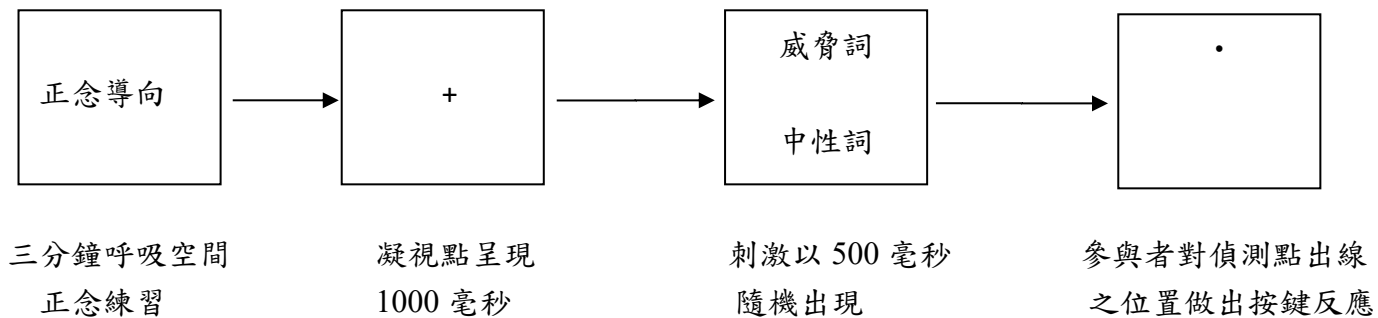 正念導向
+
威脅詞
中性詞
三分鐘呼吸空間
正念練習
凝視點呈現
1000 毫秒
刺激以 500 毫秒
隨機出現
參與者對偵測點出線
之位置做出按鍵反應